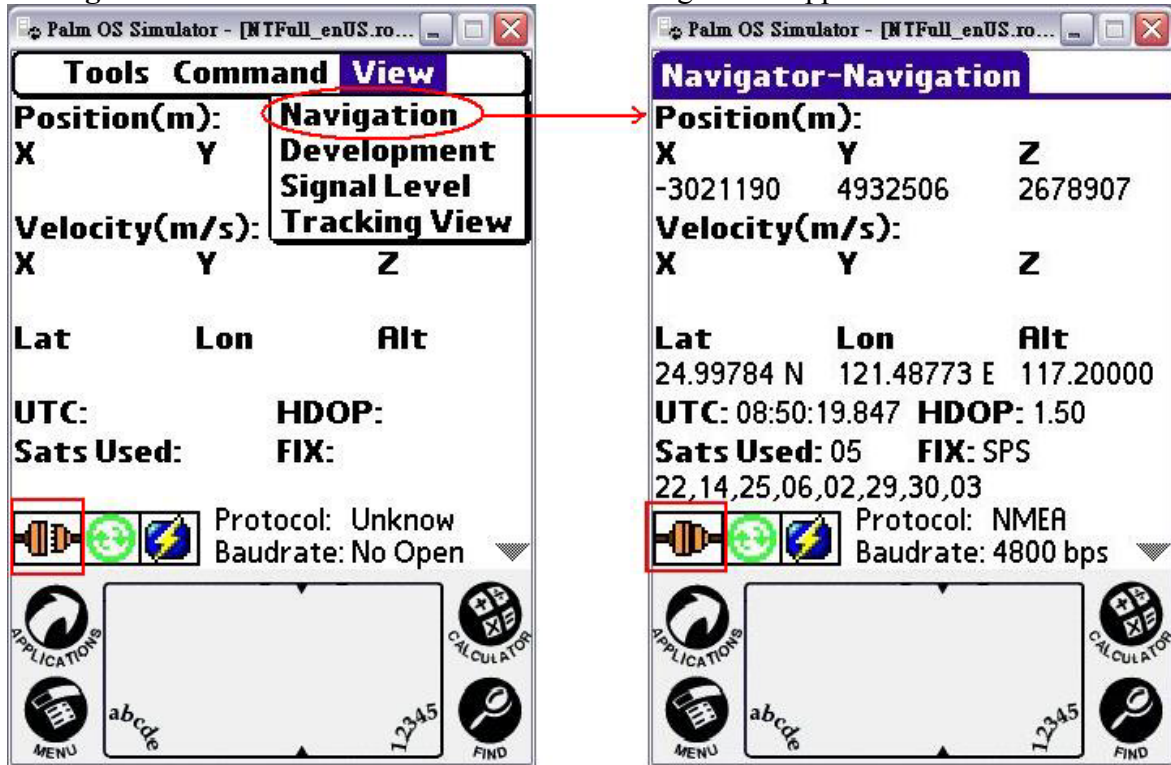 Palm OS Simulator - [NTFull_enUS.ro...
Tools Command View
Navigation
Development
Signal Level
Tracking View
Position(m):
X Y
Velocity(m/s):
X Y Z
Lat Lon Alt
UTC: HDOP:
Sats Used: FIX:
Protocol: Unknow
Baudrate: No Open
APPLICATIONS
CALCULATOR
MENU
abcde
12345
FIND
Palm OS Simulator - [NTFull_enUS.ro...
Navigator-Navigation
Position(m):
X Y Z
-3021190 4932506 2678907
Velocity(m/s):
X Y Z
Lat Lon Alt
24.99784 N 121.48773 E 117.20000
UTC: 08:50:19.847 HDOP: 1.50
Sats Used: 05 FIX: SPS
22,14,25,06,02,29,30,03
Protocol: NMEA
Baudrate: 4800 bps
APPLICATIONS
CALCULATOR
MENU
abcde
12345
FIND